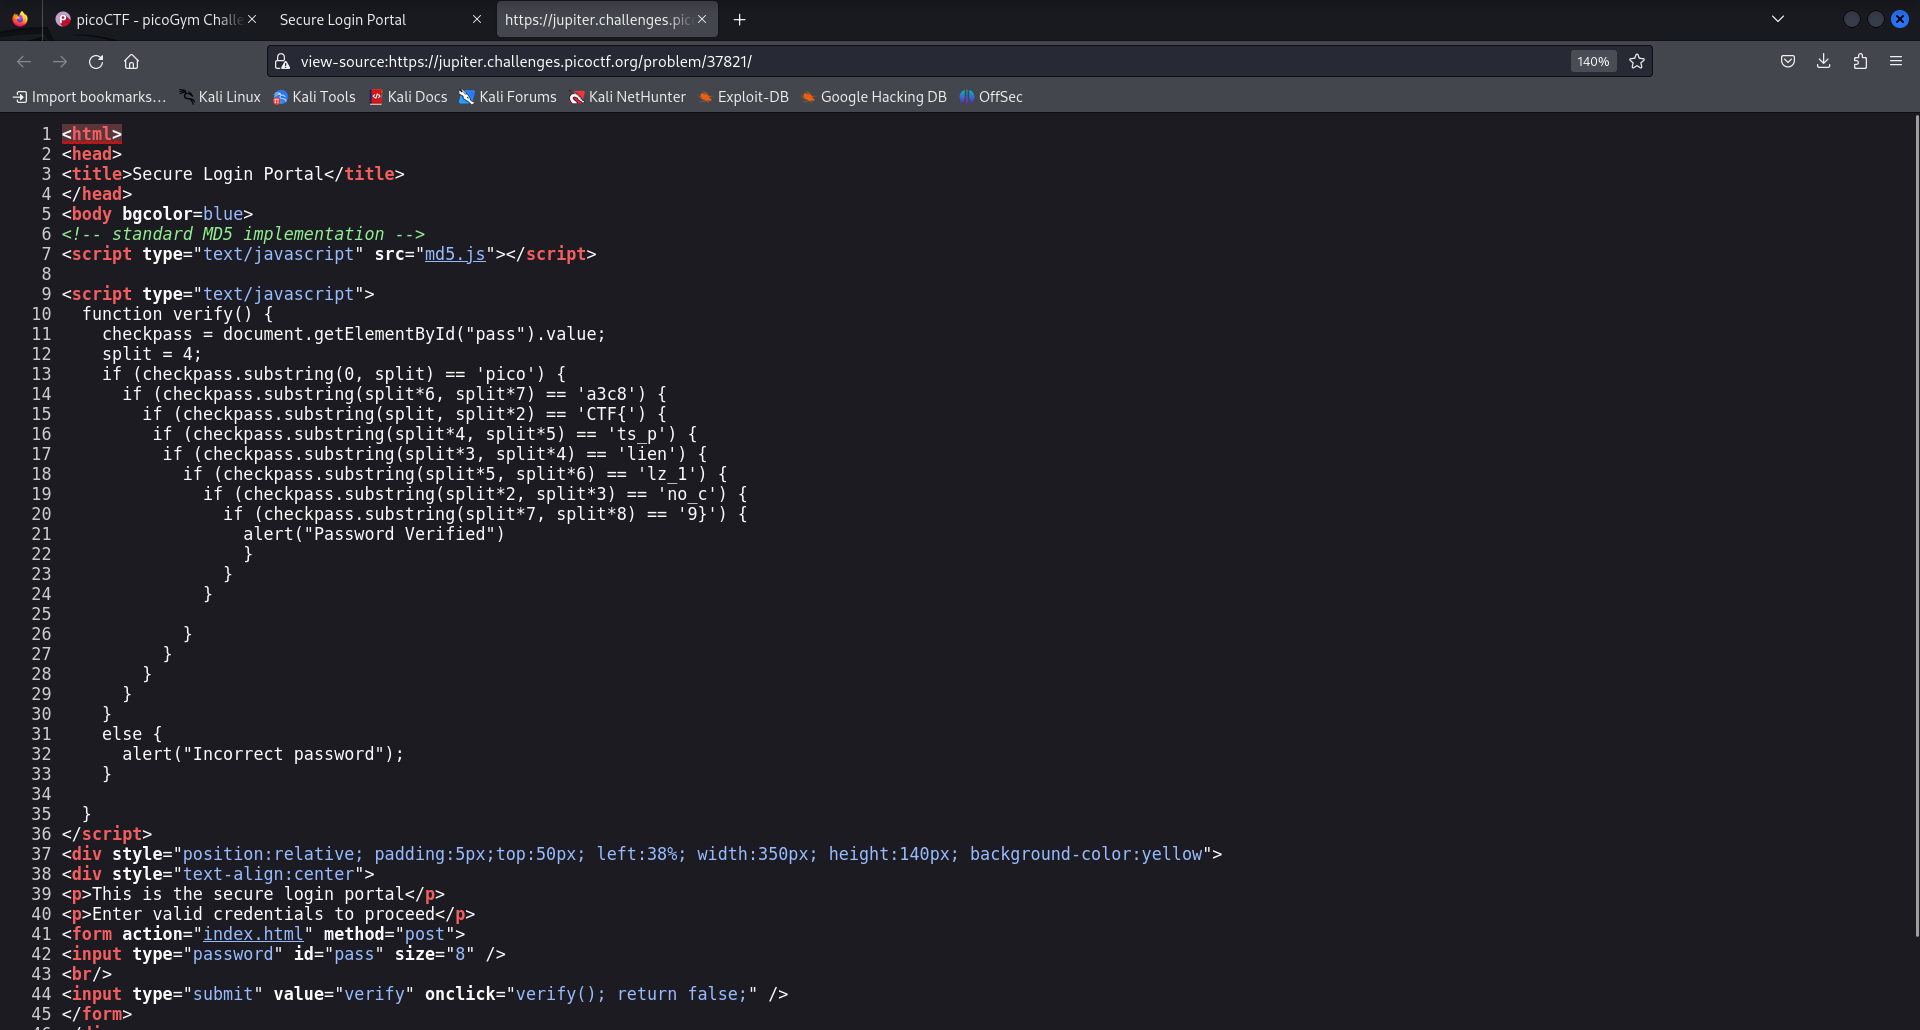 picoCTF - picoGym Challe
Secure Login Portal
https://jupiter.challenges.pic
view-source:https://jupiter.challenges.picoctf.org/problem/37821/
140%
Import bookmarks…
Kali Linux
Kali Tools
Kali Docs
Kali Forums
Kali NetHunter
Exploit-DB
Google Hacking DB
OffSec
1 <html>
2 <head>
3 <title>Secure Login Portal</title>
4 </head>
5 <body bgcolor=blue>
6 <!-- standard MD5 implementation -->
7 <script type="text/javascript" src="md5.js"></script>
8
9 <script type="text/javascript">
10   function verify() {
11     checkpass = document.getElementById("pass").value;
12     split = 4;
13     if (checkpass.substring(0, split) == 'pico') {
14       if (checkpass.substring(split*6, split*7) == 'a3c8') {
15         if (checkpass.substring(split, split*2) == 'CTF{') {
16          if (checkpass.substring(split*4, split*5) == 'ts_p') {
17           if (checkpass.substring(split*3, split*4) == 'lien') {
18             if (checkpass.substring(split*5, split*6) == 'lz_1') {
19               if (checkpass.substring(split*2, split*3) == 'no_c') {
20                 if (checkpass.substring(split*7, split*8) == '9}') {
21                   alert("Password Verified")
22                   }
23                 }
24               }
25
26             }
27           }
28         }
29       }
30     }
31     else {
32       alert("Incorrect password");
33     }
34
35   }
36 </script>
37 <div style="position:relative; padding:5px;top:50px; left:38%; width:350px; height:140px; background-color:yellow">
38 <div style="text-align:center">
39 <p>This is the secure login portal</p>
40 <p>Enter valid credentials to proceed</p>
41 <form action="index.html" method="post">
42 <input type="password" id="pass" size="8" />
43 <br/>
44 <input type="submit" value="verify" onclick="verify(); return false;" />
45 </form>